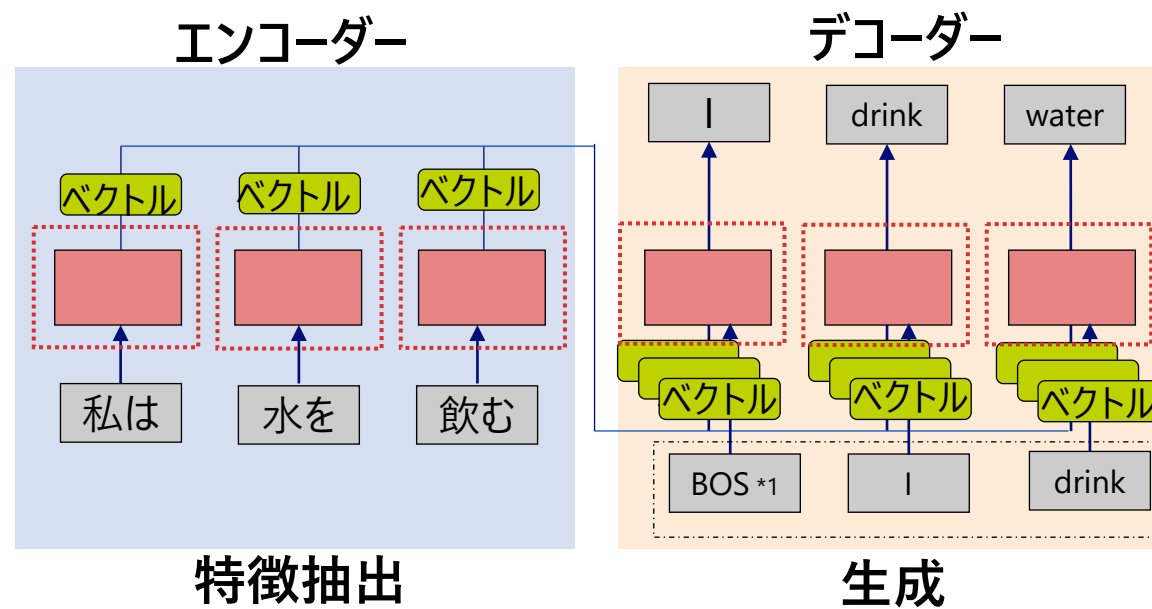 エンコーダー
ベクトル
ベクトル
ベクトル
私は
水を
飲む
特徴抽出
デコーダー
I
drink
water
ベクトル
ベクトル
ベクトル
BOS *1
I
drink
生成